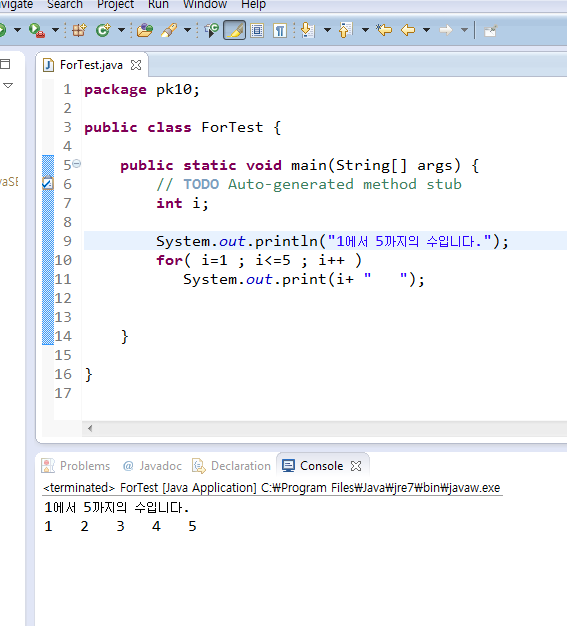 avigate Search Project Run Window Help
ForTest.java
1 package pk10;
2
3 public class ForTest {
4
5 public static void main(String[] args) {
6 // TODO Auto-generated method stub
7 int i;
8
9 System.out.println("1에서 5까지의 수입니다.");
10 for( i=1 ; i<=5 ; i++ )
11 System.out.print(i+ "   ");
12
13
14 }
15
16 }
17
vaSE
Problems @ Javadoc Declaration Console
<terminated> ForTest [Java Application] C:₩Program Files₩Java₩jre7₩bin₩javaw.exe
1에서 5까지의 수입니다.
1 2 3 4 5